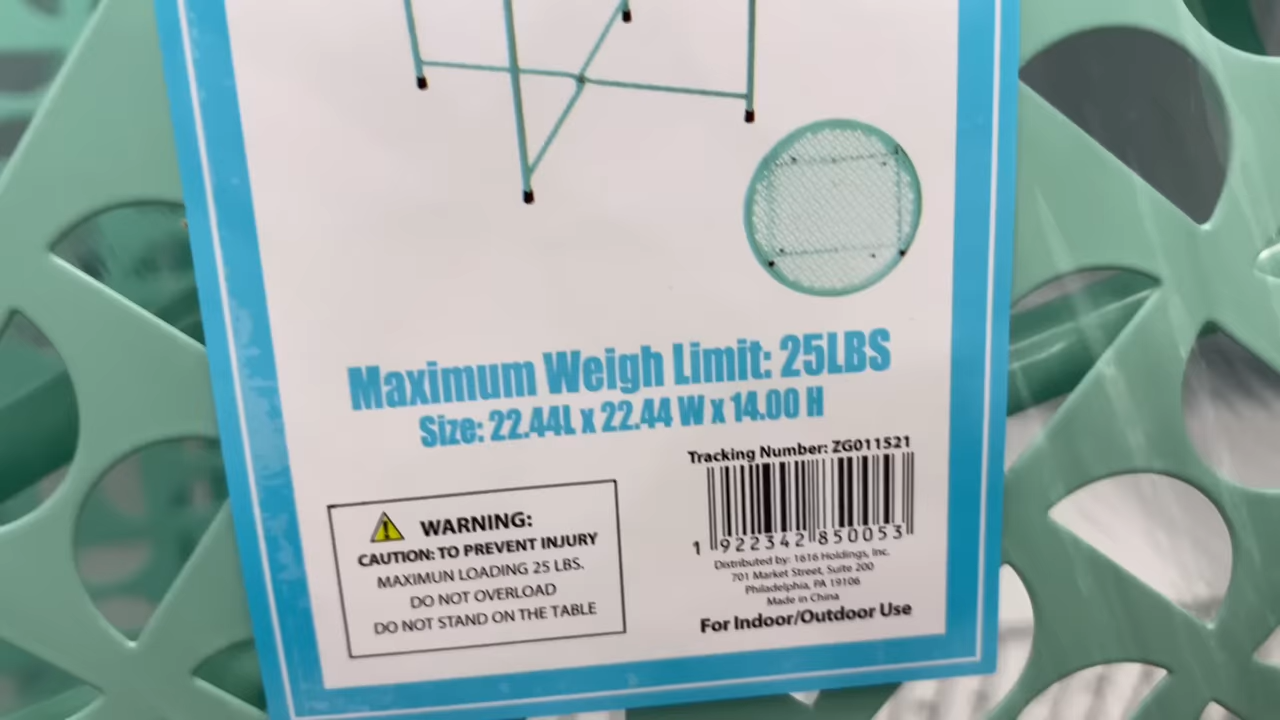 Maximum Weigh Limit: 25LBS
Size: 22.44L x 22.44 W x 14.00 H
Tracking Number: ZG011521
1 922342 850053
Distributed by: 1616 Holdings, Inc.
701 Market Street, Suite 200
Philadelphia, PA 19106
Made in China
For Indoor/Outdoor Use
WARNING:
CAUTION: TO PREVENT INJURY
MAXIMUN LOADING 25 LBS.
DO NOT OVERLOAD
DO NOT STAND ON THE TABLE